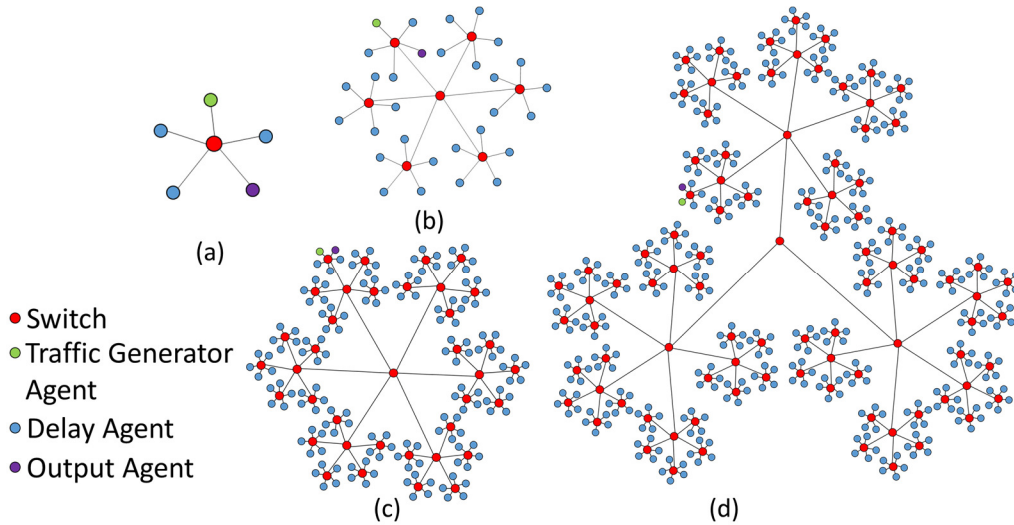 (a)
(b)
(c)
(d)
Switch
Traffic Generator
Agent
Delay Agent
Output Agent